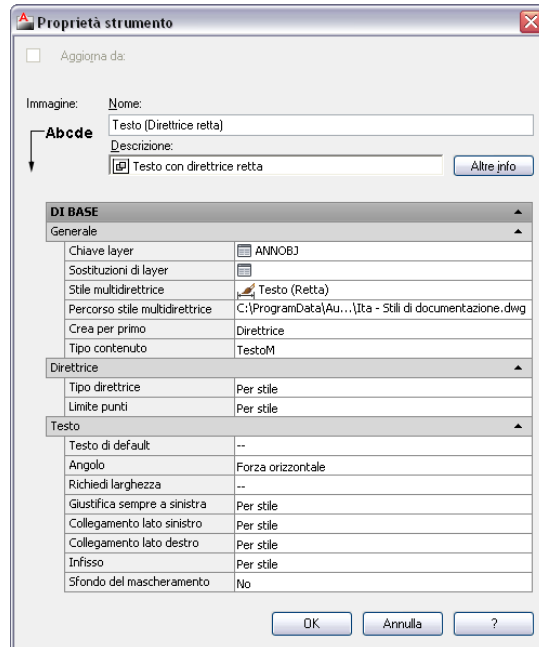 Proprietà strumento
Aggiorna da:
Immagine: Nome:
Abcde
Testo (Direttrice retta)
Descrizione:
Testo con direttrice retta
Altre info
DI BASE
Generale
Chiave layer ANNOBJ
Sostituzioni di layer
Stile multidirettrice Testo (Retta)
Percorso stile multidirettrice C:\ProgramData\Au...\Ita - Stili di documentazione.dwg
Crea per primo Direttrice
Tipo contenuto TestoM
Direttrice
Tipo direttrice Per stile
Limite punti Per stile
Testo
Testo di default --
Angolo Forza orizzontale
Richiedi larghezza --
Giustifica sempre a sinistra Per stile
Collegamento lato sinistro Per stile
Collegamento lato destro Per stile
Infisso Per stile
Sfondo del mascheramento No
OK Annulla ?